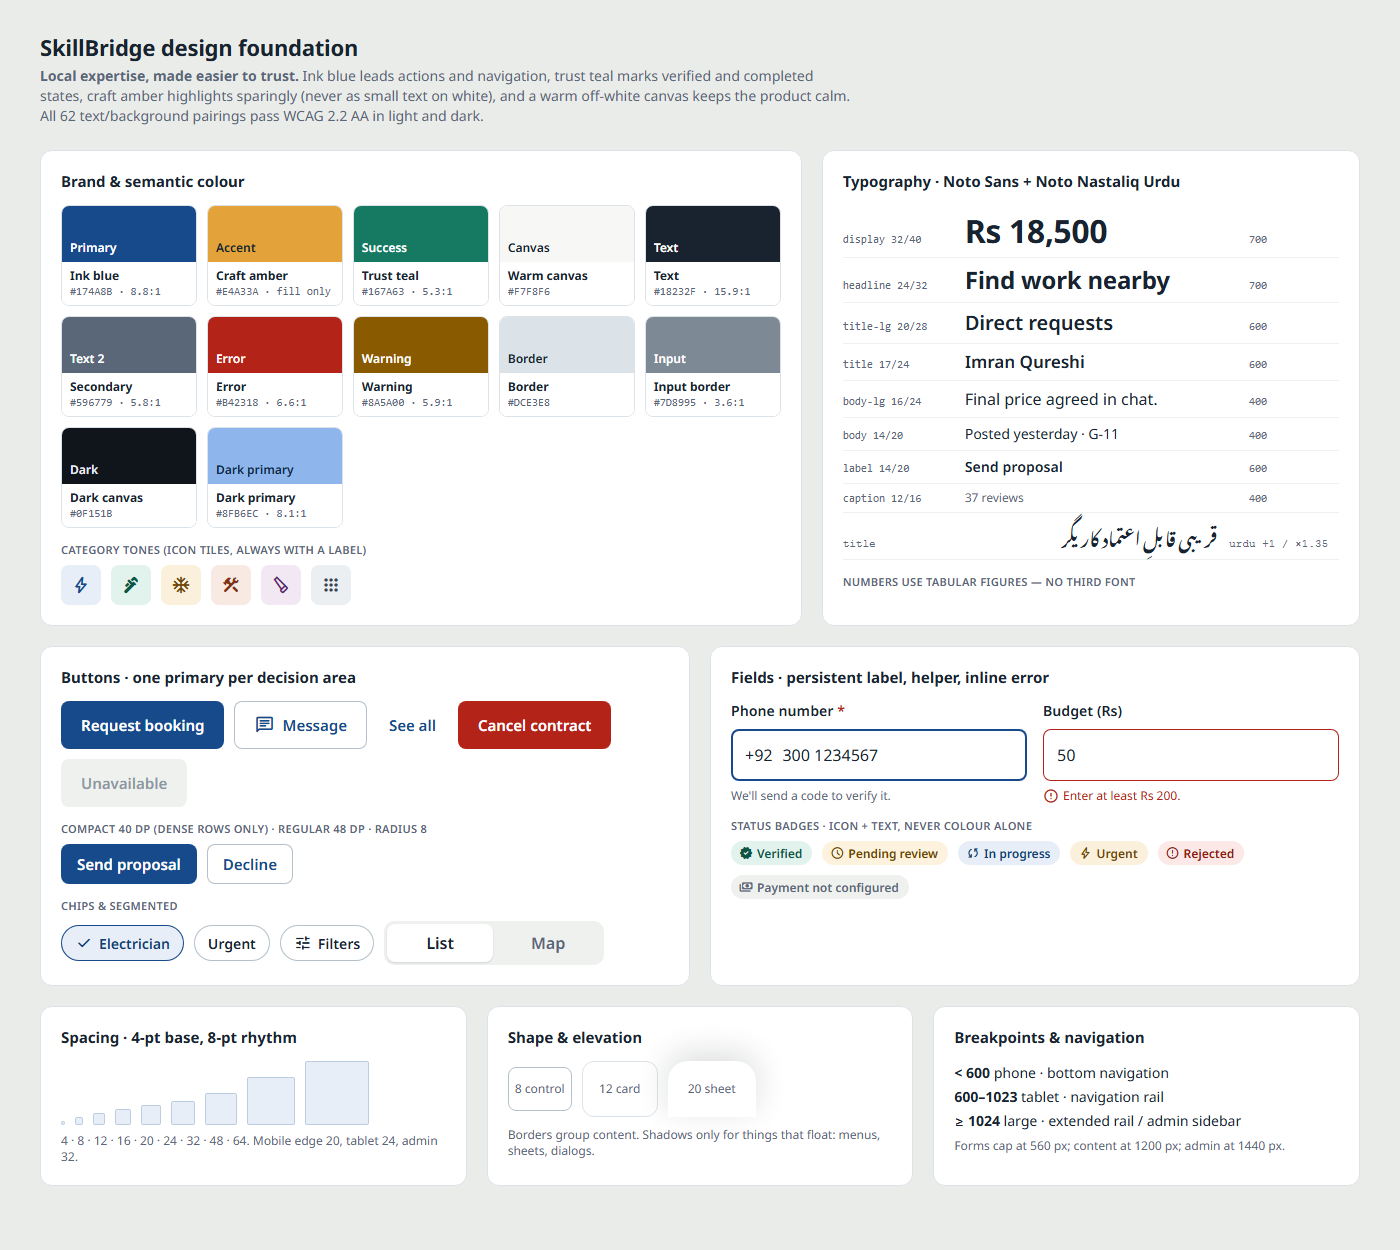 SkillBridge design foundation
Local expertise, made easier to trust. Ink blue leads actions and navigation, trust teal marks verified and completed
states, craft amber highlights sparingly (never as small text on white), and a warm off-white canvas keeps the product calm.
All 62 text/background pairings pass WCAG 2.2 AA in light and dark.
Brand & semantic colour
Primary
Ink blue
#174A8B · 8.8:1
Accent
Craft amber
#E4A33A · fill only
Success
Trust teal
#167A63 · 5.3:1
Canvas
Warm canvas
#F7F8F6
Text
Text
#18232F · 15.9:1
Text 2
Secondary
#596779 · 5.8:1
Error
Error
#B42318 · 6.6:1
Warning
Warning
#8A5A00 · 5.9:1
Border
Border
#DCE3E8
Input
Input border
#7D8995 · 3.6:1
Dark
Dark canvas
#0F151B
Dark primary
Dark primary
#8FB6EC · 8.1:1
CATEGORY TONES (ICON TILES, ALWAYS WITH A LABEL)
Typography · Noto Sans + Noto Nastaliq Urdu
display 32/40 Rs 18,500 700
headline 24/32 Find work nearby 700
title-lg 20/28 Direct requests 600
title 17/24 Imran Qureshi 600
body-lg 16/24 Final price agreed in chat. 400
body 14/20 Posted yesterday · G-11 400
label 14/20 Send proposal 600
caption 12/16 37 reviews 400
title قریبی قابلِ اعتماد کاریگر urdu +1 / ×1.35
NUMBERS USE TABULAR FIGURES — NO THIRD FONT
Buttons · one primary per decision area
Request booking Message See all Cancel contract
Unavailable
COMPACT 40 DP (DENSE ROWS ONLY) · REGULAR 48 DP · RADIUS 8
Send proposal Decline
CHIPS & SEGMENTED
Electrician Urgent Filters List Map
Fields · persistent label, helper, inline error
Phone number *
+92 300 1234567
We'll send a code to verify it.
Budget (Rs)
50
Enter at least Rs 200.
STATUS BADGES · ICON + TEXT, NEVER COLOUR ALONE
Verified Pending review In progress Urgent Rejected
Payment not configured
Spacing · 4-pt base, 8-pt rhythm
4 · 8 · 12 · 16 · 20 · 24 · 32 · 48 · 64. Mobile edge 20, tablet 24, admin
32.
Shape & elevation
8 control 12 card 20 sheet
Borders group content. Shadows only for things that float: menus,
sheets, dialogs.
Breakpoints & navigation
< 600 phone · bottom navigation
600–1023 tablet · navigation rail
≥ 1024 large · extended rail / admin sidebar
Forms cap at 560 px; content at 1200 px; admin at 1440 px.